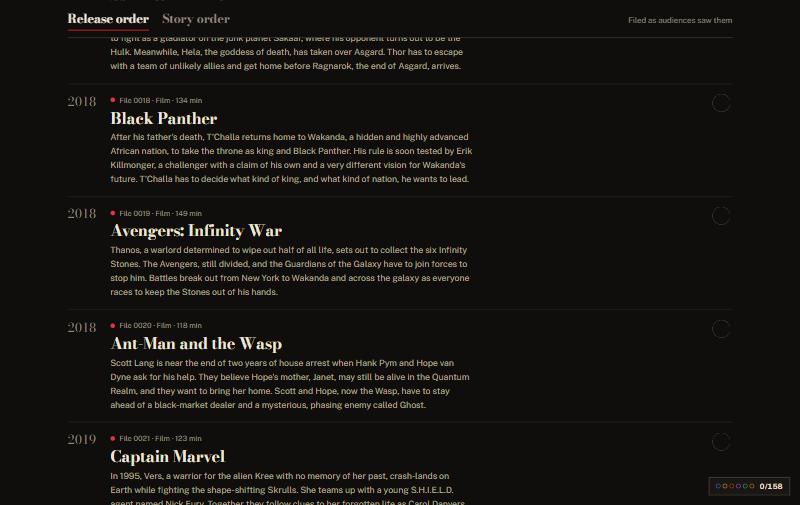 Release order Story order Filed as audiences saw them
to fight as a gladiator on the junk planet Sakaar, where his opponent turns out to be the
Hulk. Meanwhile, Hela, the goddess of death, has taken over Asgard. Thor has to escape
with a team of unlikely allies and get home before Ragnarok, the end of Asgard, arrives.
2018 File 0018 · Film · 134 min
Black Panther
After his father's death, T'Challa returns home to Wakanda, a hidden and highly advanced
African nation, to take the throne as king and Black Panther. His rule is soon tested by Erik
Killmonger, a challenger with a claim of his own and a very different vision for Wakanda's
future. T'Challa has to decide what kind of king, and what kind of nation, he wants to lead.
2018 File 0019 · Film · 149 min
Avengers: Infinity War
Thanos, a warlord determined to wipe out half of all life, sets out to collect the six Infinity
Stones. The Avengers, still divided, and the Guardians of the Galaxy have to join forces to
stop him. Battles break out from New York to Wakanda and across the galaxy as everyone
races to keep the Stones out of his hands.
2018 File 0020 · Film · 118 min
Ant-Man and the Wasp
Scott Lang is near the end of two years of house arrest when Hank Pym and Hope van
Dyne ask for his help. They believe Hope's mother, Janet, may still be alive in the Quantum
Realm, and they want to bring her home. Scott and Hope, now the Wasp, have to stay
ahead of a black-market dealer and a mysterious, phasing enemy called Ghost.
2019 File 0021 · Film · 123 min
Captain Marvel
In 1995, Vers, a warrior for the alien Kree with no memory of her past, crash-lands on
Earth while fighting the shape-shifting Skrulls. She teams up with a young S.H.I.E.L.D.
agent named Nick Fury. Together they follow clues to her forgotten life as Carol Danvers,
0/158